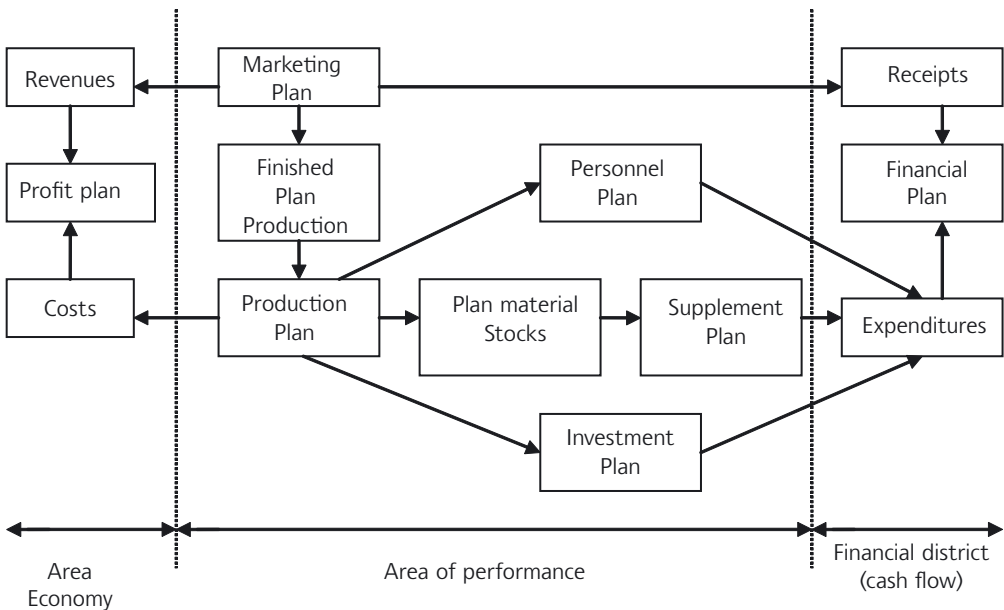 Revenues
Marketing
Plan
Receipts
Profit plan
Finished
Plan
Production
Personnel
Plan
Financial
Plan
Costs
Production
Plan
Plan material
Stocks
Supplement
Plan
Expenditures
Investment
Plan
Area
Economy
Area of performance
Financial district
(cash flow)